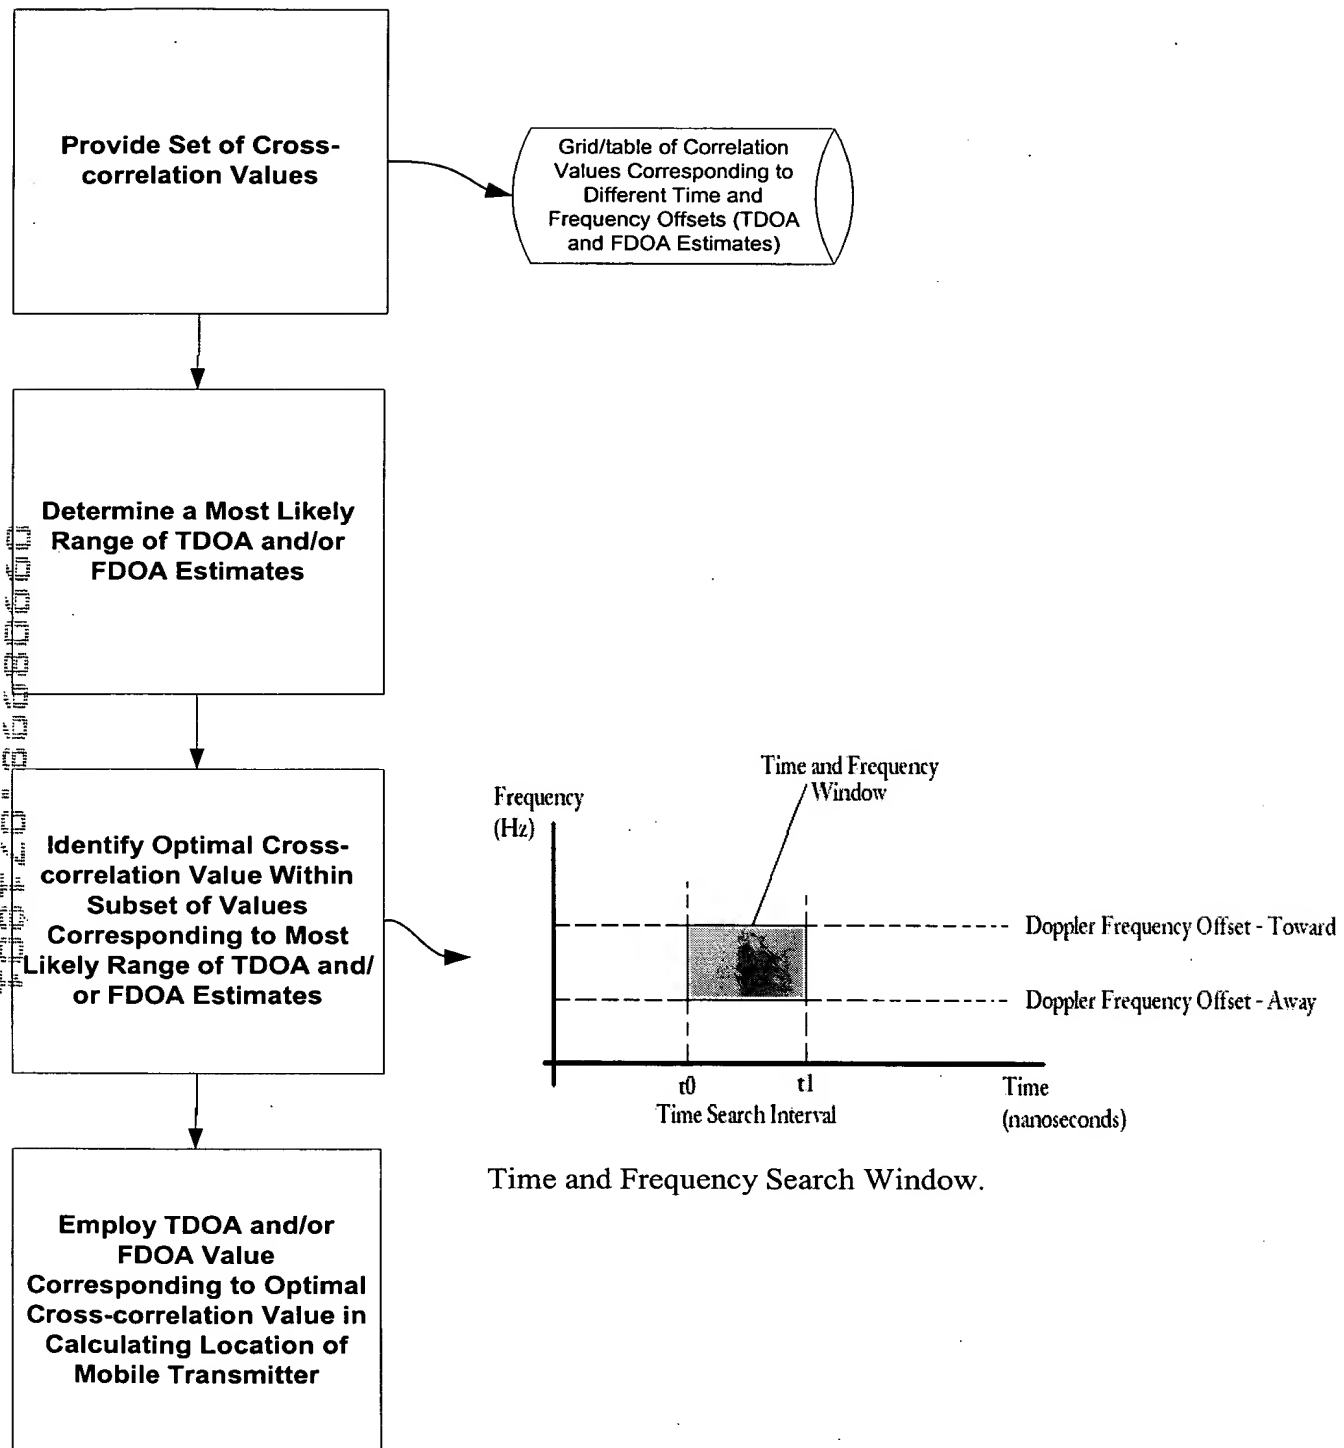 Provide Set of Cross-
correlation Values
Grid/table of Correlation
Values Corresponding to
Different Time and
Frequency Offsets (TDOA
and FDOA Estimates)
Determine a Most Likely
Range of TDOA and/or
FDOA Estimates
Identify Optimal Cross-
correlation Value Within
Subset of Values
Corresponding to Most
Likely Range of TDOA and/
or FDOA Estimates
Time and Frequency
Window
Frequency
(Hz)
Doppler Frequency Offset - Toward
Doppler Frequency Offset - Away
t0
t1
Time
(nanoseconds)
Time Search Interval
Time and Frequency Search Window.
Employ TDOA and/or
FDOA Value
Corresponding to Optimal
Cross-correlation Value in
Calculating Location of
Mobile Transmitter